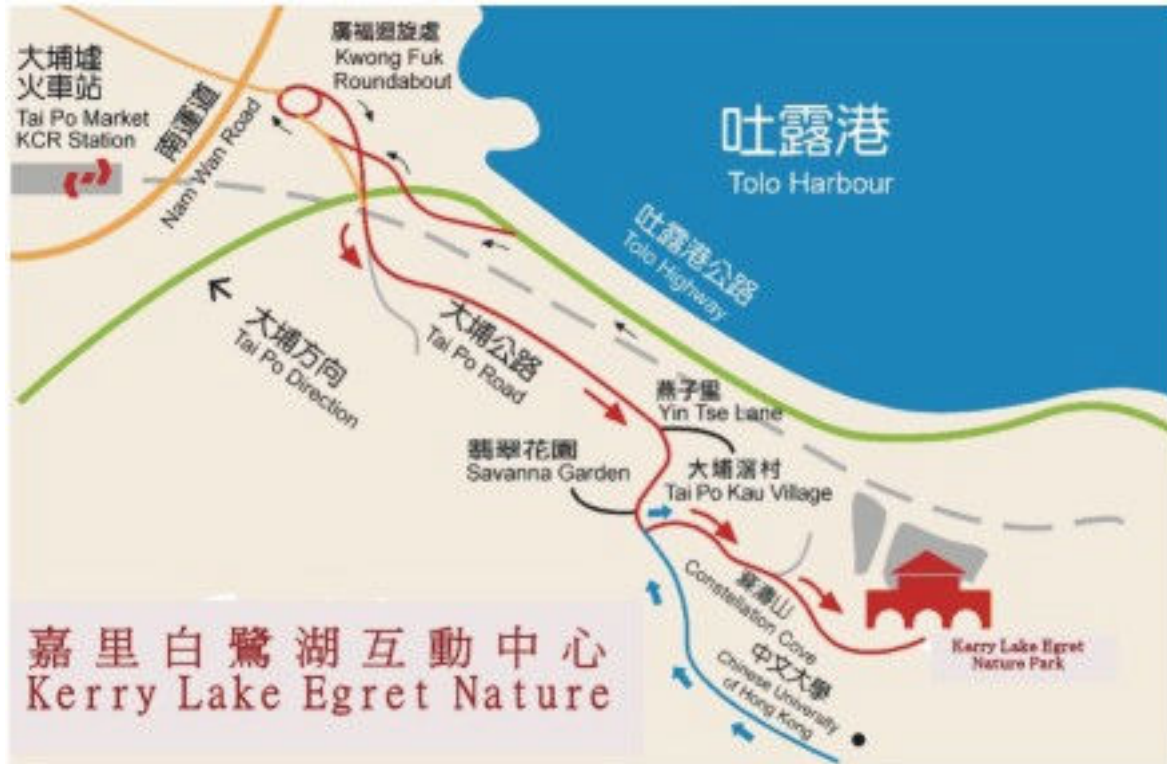 廣福迴旋處
Kwong Fuk
Roundabout
大埔墟
火車站
Tai Po Market
KCR Station
南運道
Nam Wan Road
吐露港
Tolo Harbour
吐露港公路
Tolo Highway
大埔方向
Tai Po Direction
大埔公路
Tai Po Road
燕子里
Yin Tse Lane
翡翠花園
Savanna Garden
大埔滘村
Tai Po Kau Village
Constellation Cove
中文大學
Chinese University
of Hong Kong
Kerry Lake Egret
Nature Park
嘉里白鷺湖互動中心
Kerry Lake Egret Nature